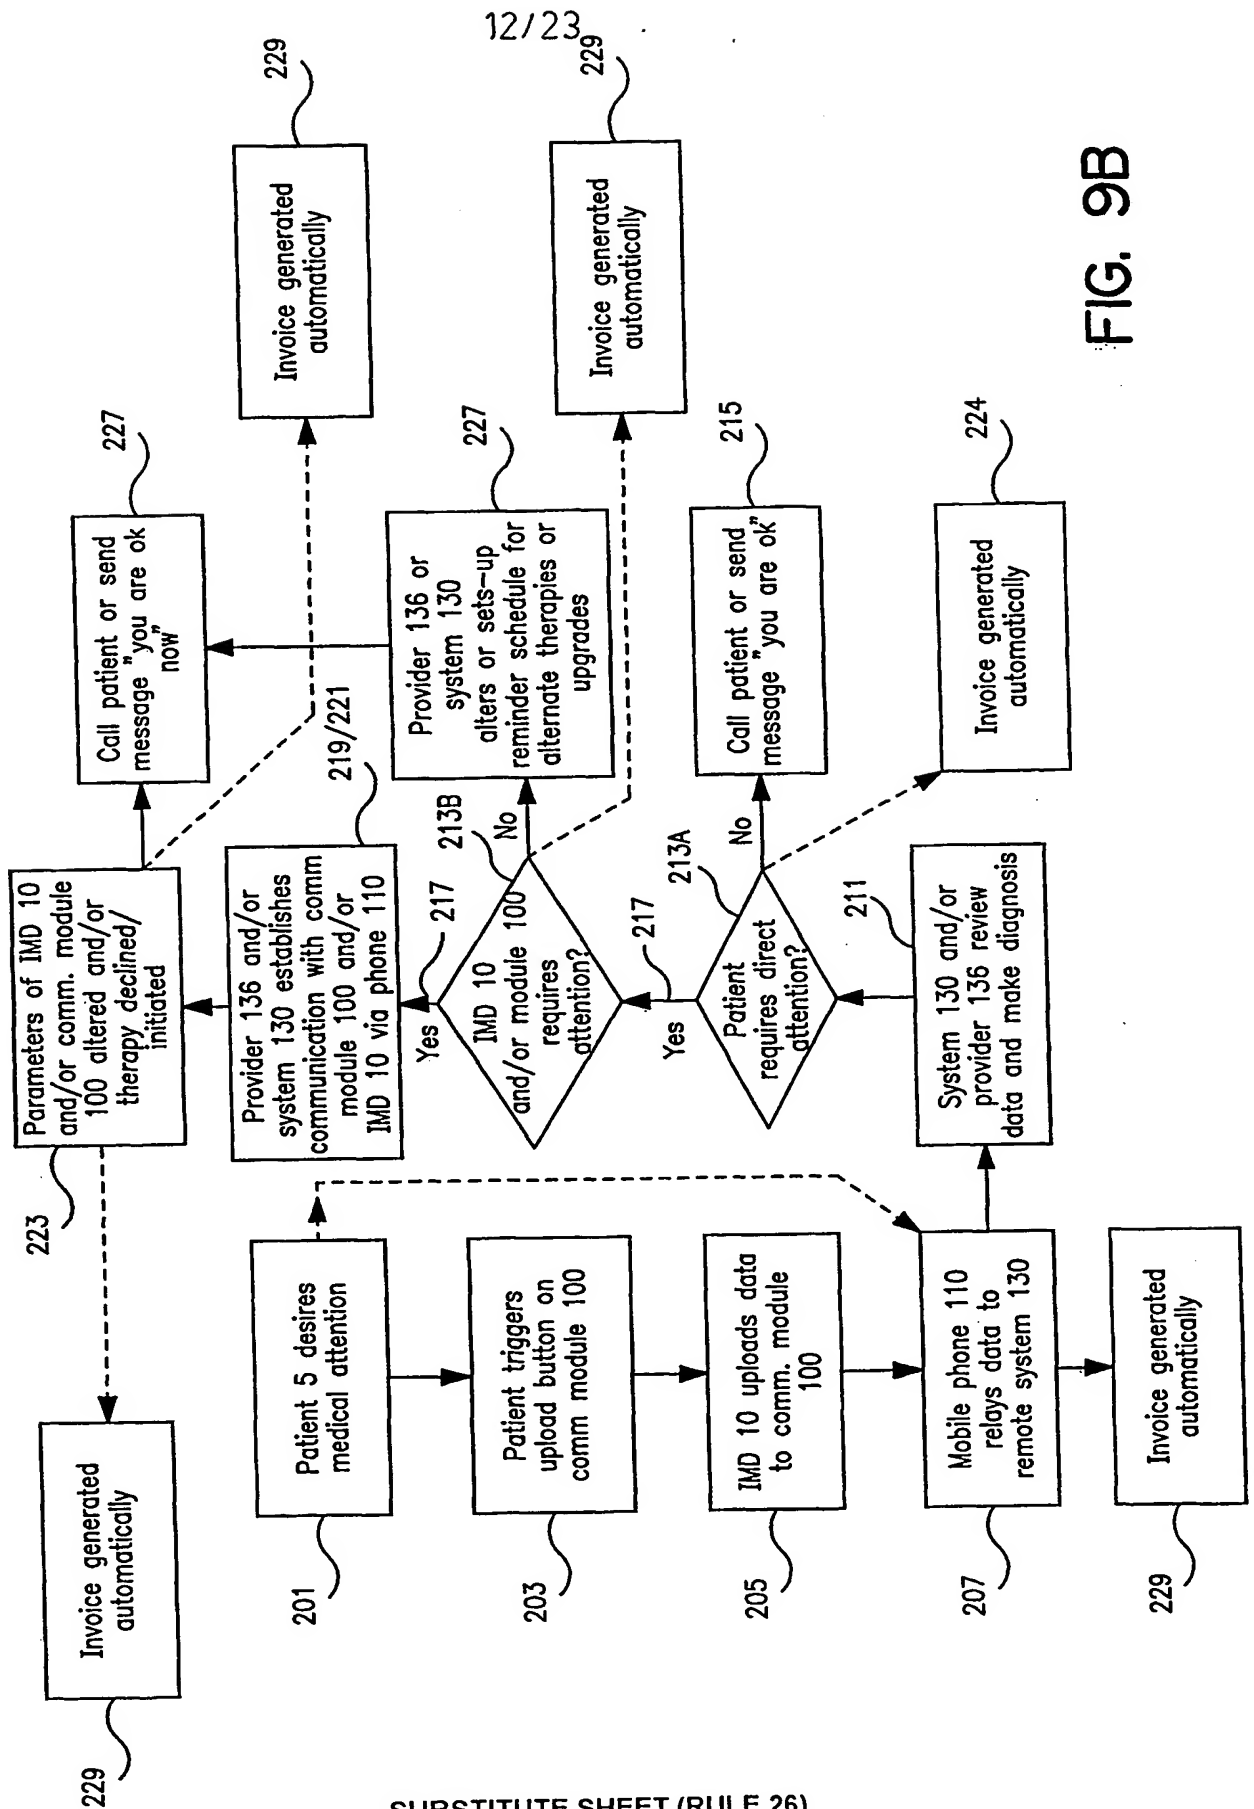 12/23
229
Invoice generated
automatically
223
Parameters of IMD 10
and/or comm. module
100 altered and/or
therapy declined/
initiated
227
Call patient or send
message "you are ok
now"
229
Invoice generated
automatically
219/221
Provider 136 and/or
system 130 establishes
communication with comm
module 100 and/or
IMD 10 via phone 110
217
Yes
213B
IMD 10
and/or module 100
requires
attention?
No
227
Provider 136 or
system 130
alters or sets-up
reminder schedule for
alternate therapies or
upgrades
229
Invoice generated
automatically
217
Yes
213A
Patient
requires direct
attention?
No
215
Call patient or send
message "you are ok"
224
Invoice generated
automatically
211
System 130 and/or
provider 136 review
data and make diagnosis
201
Patient 5 desires
medical attention
203
Patient triggers
upload button on
comm module 100
205
IMD 10 uploads data
to comm. module
100
207
Mobile phone 110
relays data to
remote system 130
229
Invoice generated
automatically
FIG. 9B
SUBSTITUTE SHEET (RULE 26)